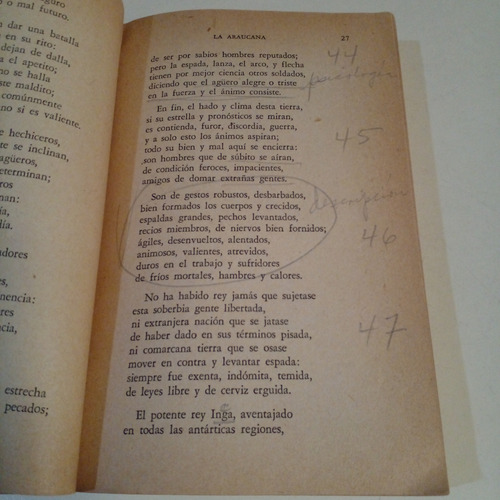 guro
o mal futuro.
n dar una batalla
en su rito:
dejan de dalla,
a el apetito;
no se halla
ste maldito;
comúnmente
no si es valiente.
e hechiceros,
te se inclinan,
agüeros,
determinan;
cia:
dores
nencia:
ncia,
estrecha
pecados;
LA ARAUCANA 27
de ser por sabios hombres reputados;
pero la espada, lanza, el arco, y flecha
tienen por mejor ciencia otros soldados,
diciendo que el agüero alegre o triste
en la fuerza y el ánimo consiste.
44
psicológica
En fin, el hado y clima desta tierra,
si su estrella y pronósticos se miran,
es contienda, furor, discordia, guerra,
y a solo esto los ánimos aspiran;
todo su bien y mal aquí se encierra:
son hombres que de súbito se aíran,
de condición feroces, impacientes,
amigos de domar extrañas gentes.
45
Son de gestos robustos, desbarbados,
bien formados los cuerpos y crecidos,
espaldas grandes, pechos levantados,
recios miembros, de niervos bien fornidos;
ágiles, desenvueltos, alentados,
animosos, valientes, atrevidos,
duros en el trabajo y sufridores
de fríos mortales, hambres y calores.
descripción
46
No ha habido rey jamás que sujetase
esta soberbia gente libertada,
ni extranjera nación que se jatase
de haber dado en sus términos pisada,
ni comarcana tierra que se osase
mover en contra y levantar espada:
siempre fue exenta, indómita, temida,
de leyes libre y de cerviz erguida.
47
El potente rey Inga, aventajado
en todas las antárticas regiones,